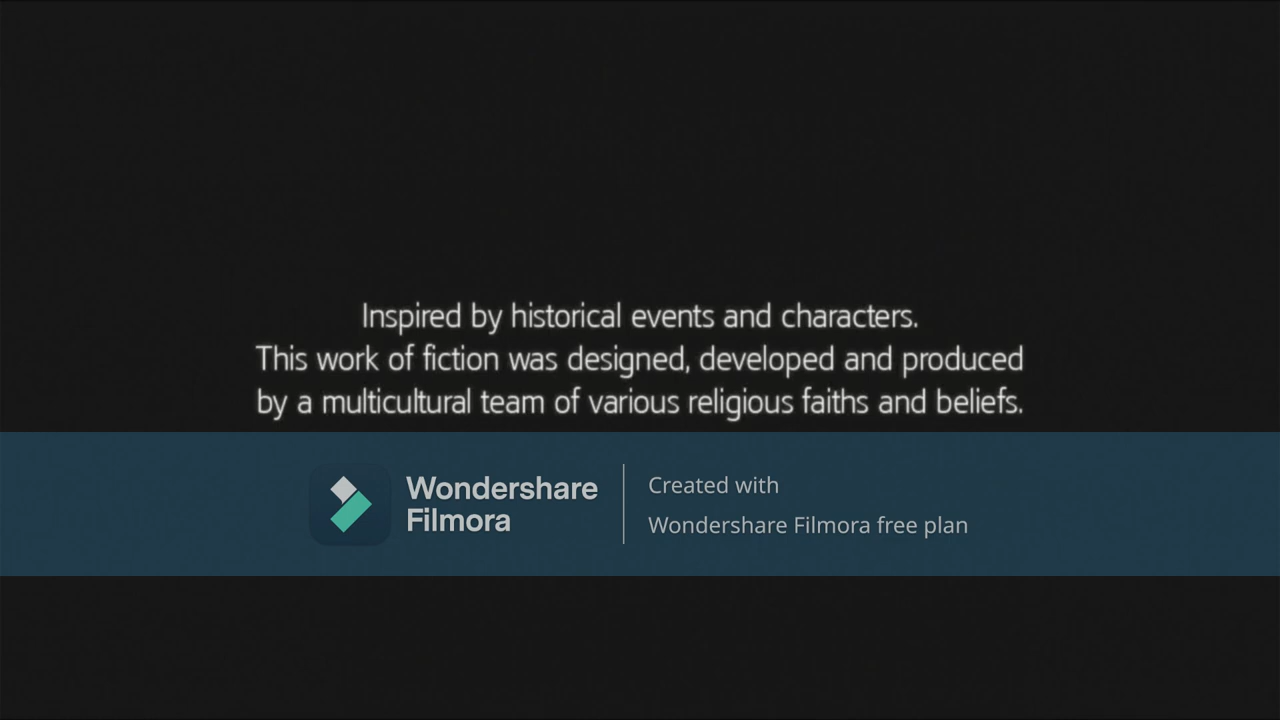 Inspired by historical events and characters.
This work of fiction was designed, developed and produced
by a multicultural team of various religious faiths and beliefs.
Wondershare
Filmora
Created with
Wondershare Filmora free plan